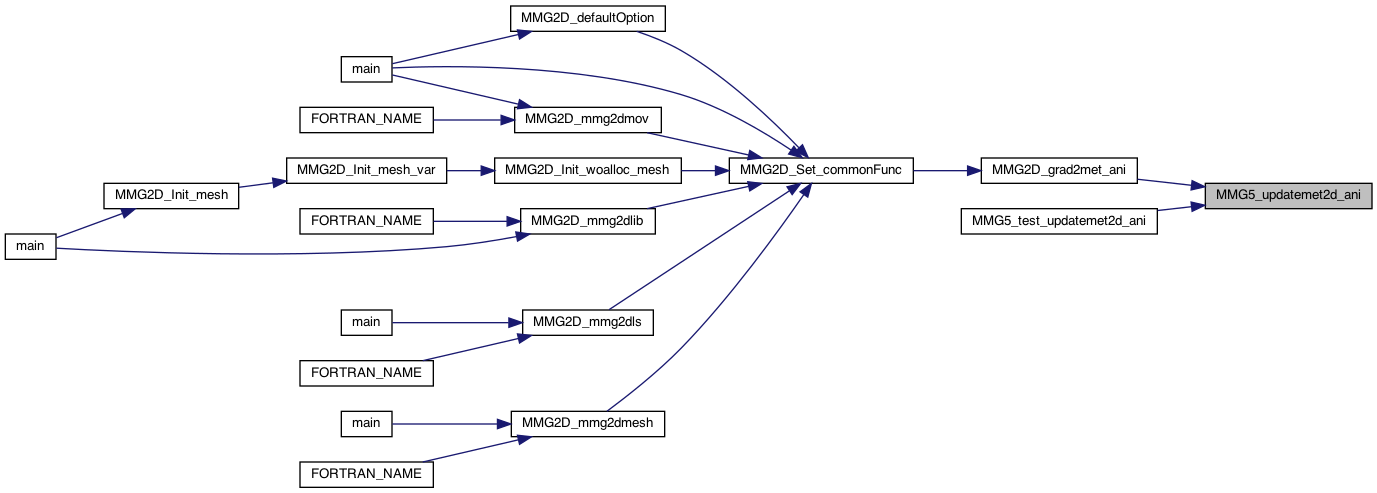 MMG2D_defaultOption
main
FORTRAN_NAME
MMG2D_mmg2dmov
MMG2D_Init_mesh_var
MMG2D_Init_woalloc_mesh
MMG2D_Set_commonFunc
MMG2D_grad2met_ani
MMG5_updatemet2d_ani
MMG2D_Init_mesh
FORTRAN_NAME
MMG2D_mmg2dlib
MMG5_test_updatemet2d_ani
main
main
MMG2D_mmg2dls
FORTRAN_NAME
main
MMG2D_mmg2dmesh
FORTRAN_NAME